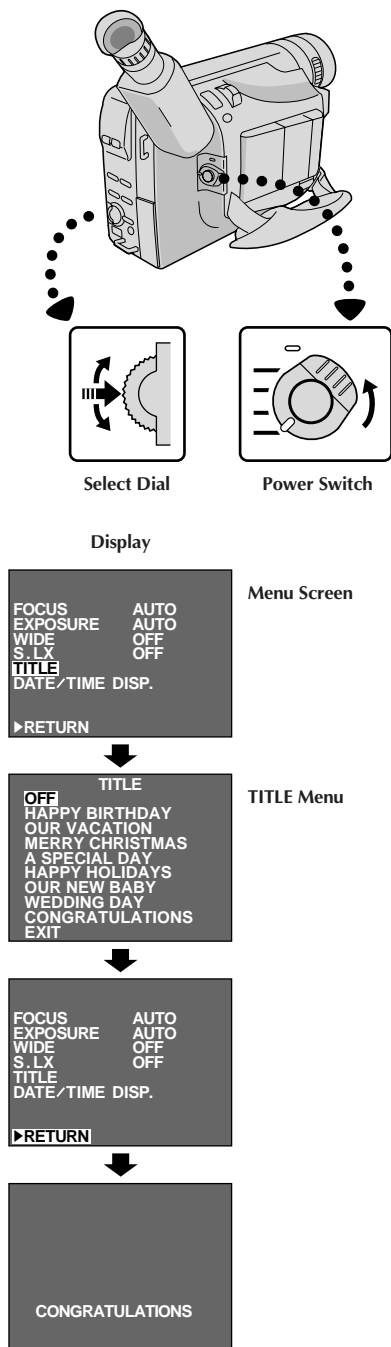 Select Dial
Power Switch
Display
Menu Screen
FOCUS AUTO
EXPOSURE AUTO
WIDE OFF
S.LX OFF
TITLE
DATE/TIME DISP.
▶RETURN
TITLE Menu
TITLE
OFF
HAPPY BIRTHDAY
OUR VACATION
MERRY CHRISTMAS
A SPECIAL DAY
HAPPY HOLIDAYS
OUR NEW BABY
WEDDING DAY
CONGRATULATIONS
EXIT
FOCUS AUTO
EXPOSURE AUTO
WIDE OFF
S.LX OFF
TITLE
DATE/TIME DISP.
▶RETURN
CONGRATULATIONS